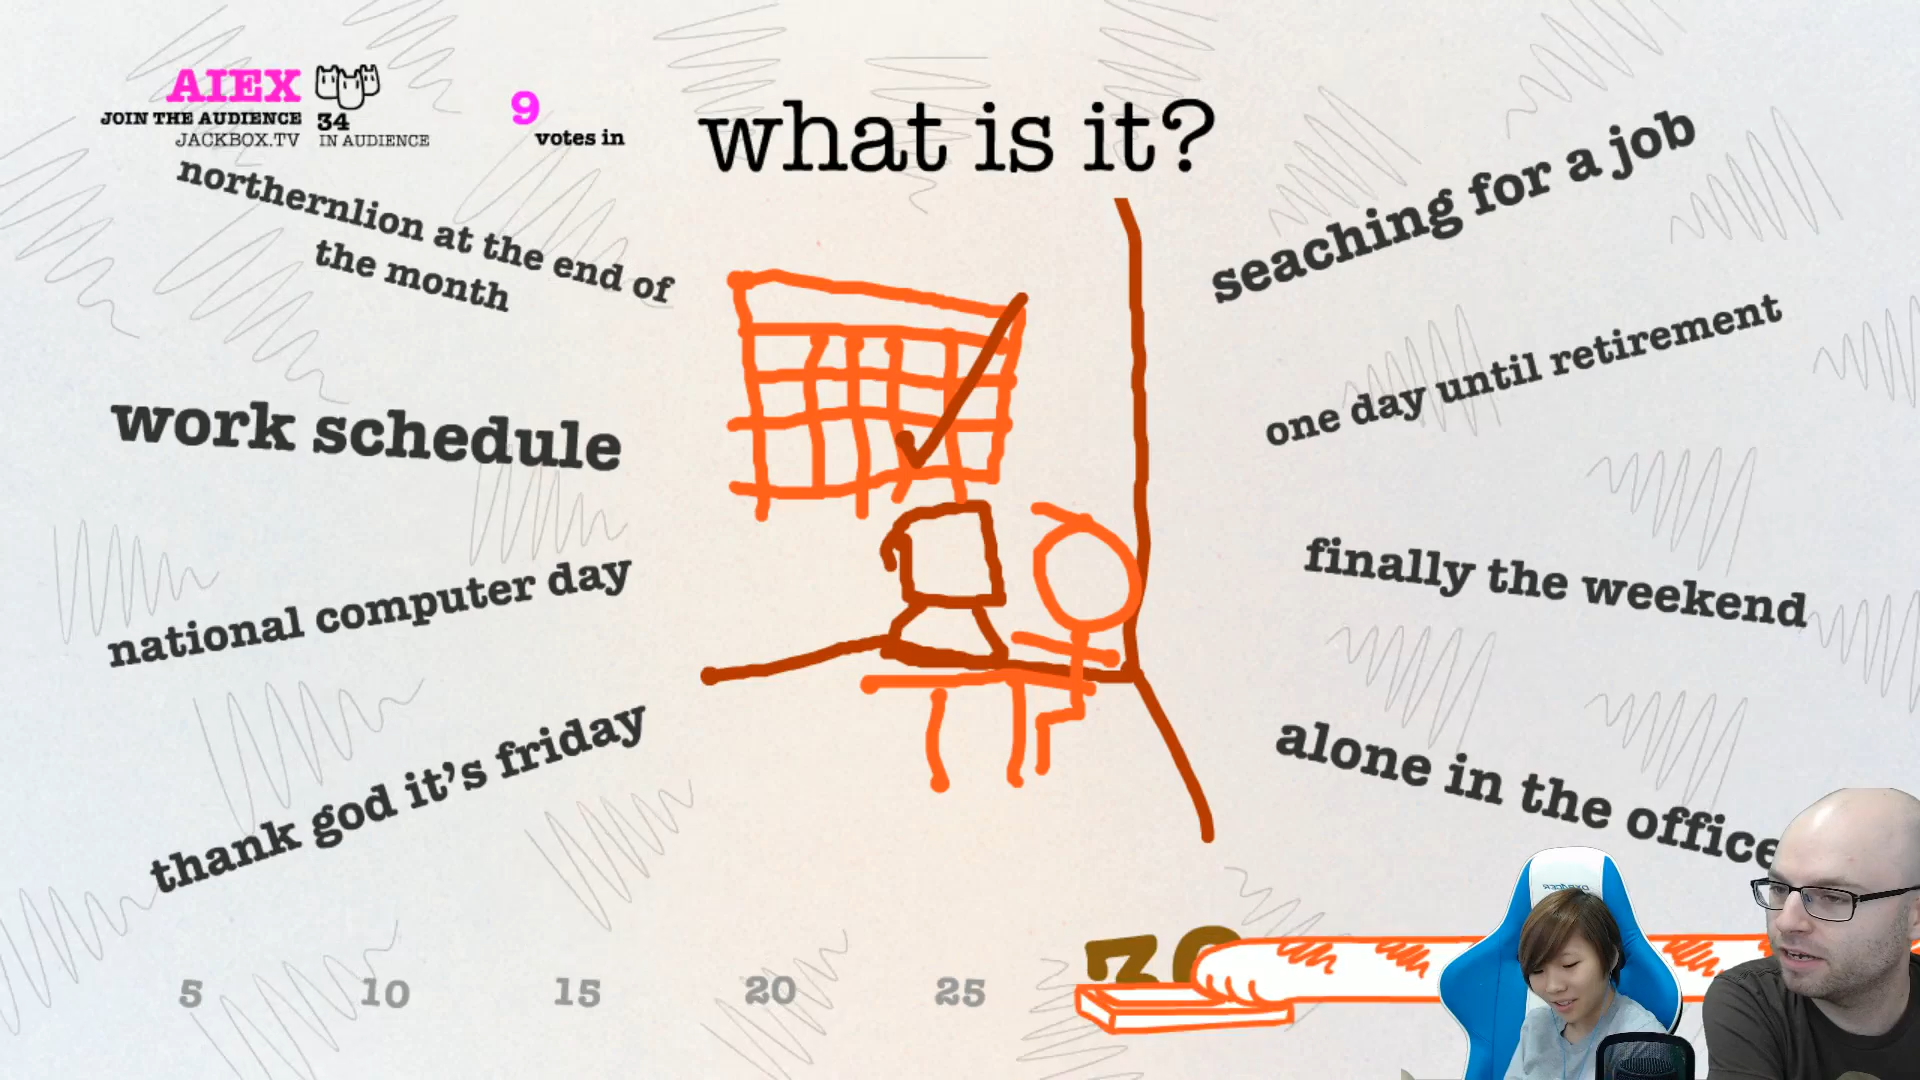 AIEX
JOIN THE AUDIENCE
JACKBOX.TV
34
IN AUDIENCE
9
votes in
what is it?
northernlion at the end of
the month
work schedule
national computer day
thank god it's friday
seaching for a job
one day until retirement
finally the weekend
alone in the office
5
10
15
20
25